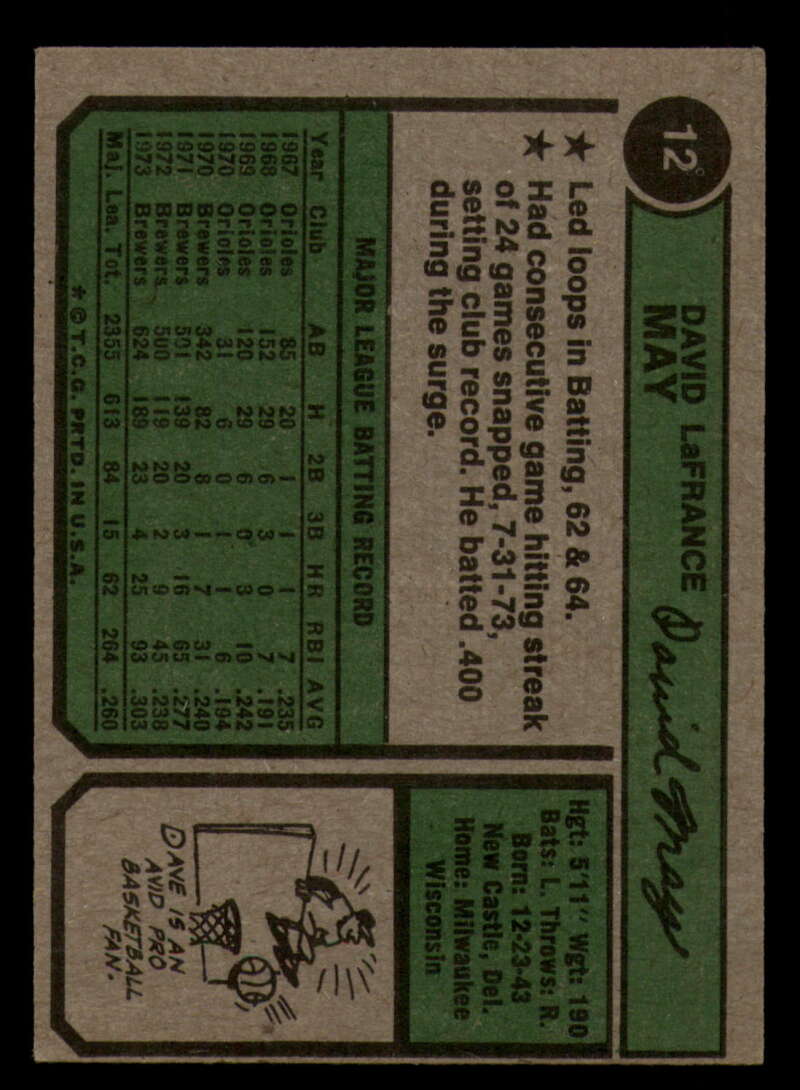 12
DAVID LaFRANCE
MAY
David May
★ Led loops in Batting, 62 & 64.
★ Had consecutive game hitting streak
of 24 games snapped, 7-31-73,
setting club record. He batted .400
during the surge.
MAJOR LEAGUE BATTING RECORD
Year Club AB H 2B 3B HR RBI AVG
1967 Orioles 85 20 1 1 1 7 .235
1968 Orioles 152 29 6 3 0 7 .191
1969 Orioles 120 29 6 0 3 10 .242
1970 Orioles 31 6 0 1 1 6 .194
1970 Brewers 342 82 8 1 7 31 .240
1971 Brewers 501 139 20 3 16 65 .277
1972 Brewers 500 119 20 2 9 45 .238
1973 Brewers 624 189 23 4 25 93 .303
Maj. Lea. Tot. 2355 613 84 15 62 264 .260
* © T.C.G. PRTD. IN U.S.A.
Hgt: 5'11" Wgt: 190
Bats: L. Throws: R.
Born: 12-23-43
New Castle, Del.
Home: Milwaukee
Wisconsin
DAVE IS AN
AVID PRO
BASKETBALL
FAN.